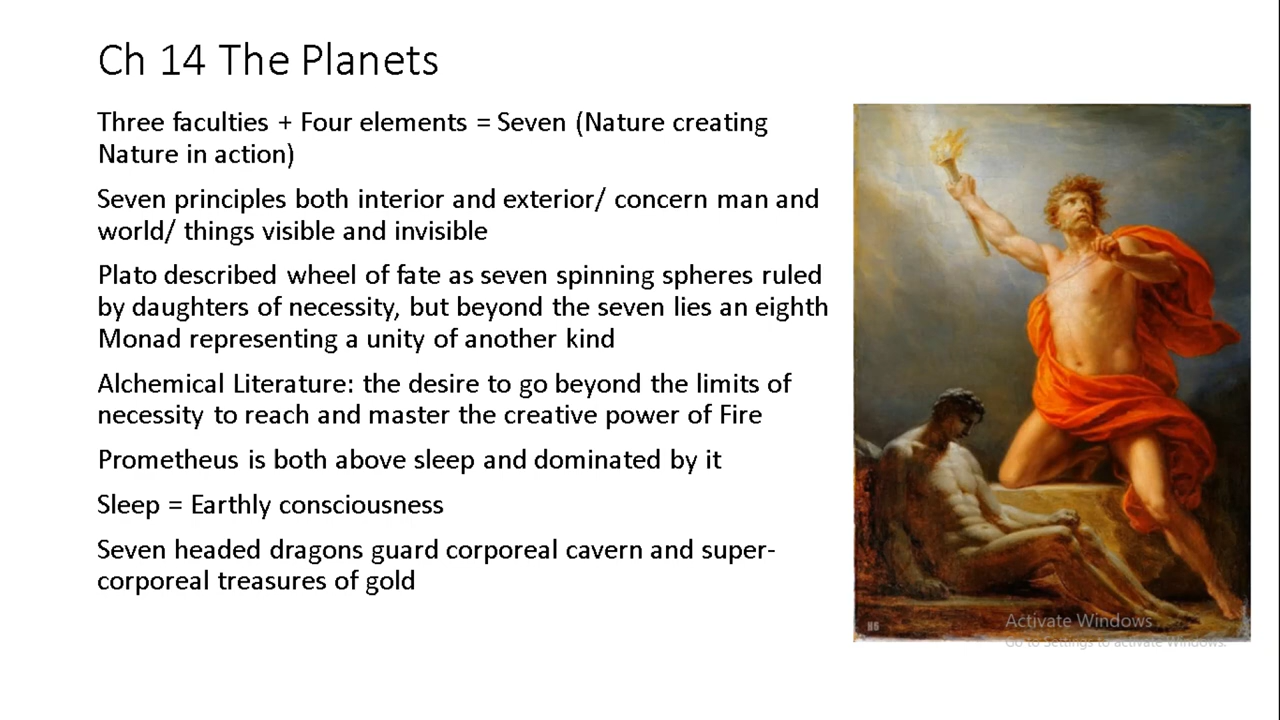 Ch 14 The Planets
Three faculties + Four elements = Seven (Nature creating
Nature in action)
Seven principles both interior and exterior/ concern man and
world/ things visible and invisible
Plato described wheel of fate as seven spinning spheres ruled
by daughters of necessity, but beyond the seven lies an eighth
Monad representing a unity of another kind
Alchemical Literature: the desire to go beyond the limits of
necessity to reach and master the creative power of Fire
Prometheus is both above sleep and dominated by it
Sleep = Earthly consciousness
Seven headed dragons guard corporeal cavern and super-
corporeal treasures of gold
Activate Windows
Go to Settings to activate Windows.